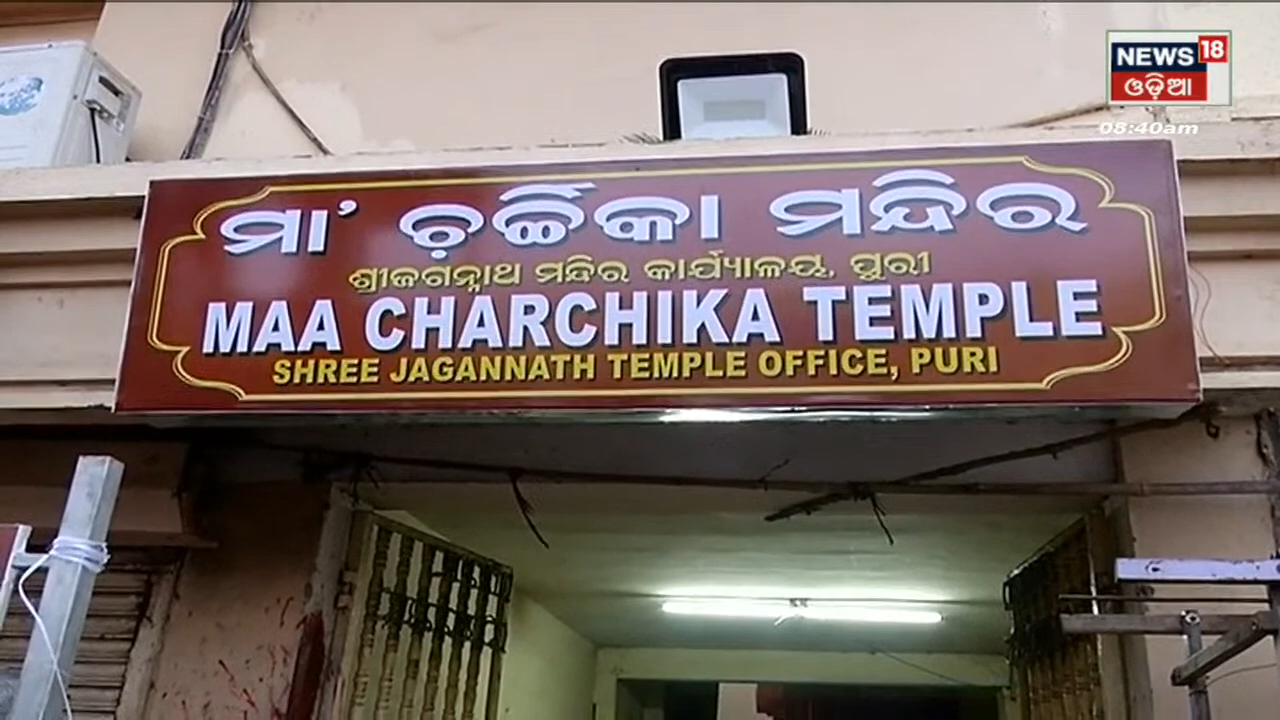 NEWS 18
ଓଡ଼ିଆ
08:40am
ମା' ଚର୍ଚ୍ଚିକା ମନ୍ଦିର
ଶ୍ରୀଜଗନ୍ନାଥ ମନ୍ଦିର କାର୍ଯ୍ୟାଳୟ, ପୁରୀ
MAA CHARCHIKA TEMPLE
SHREE JAGANNATH TEMPLE OFFICE, PURI